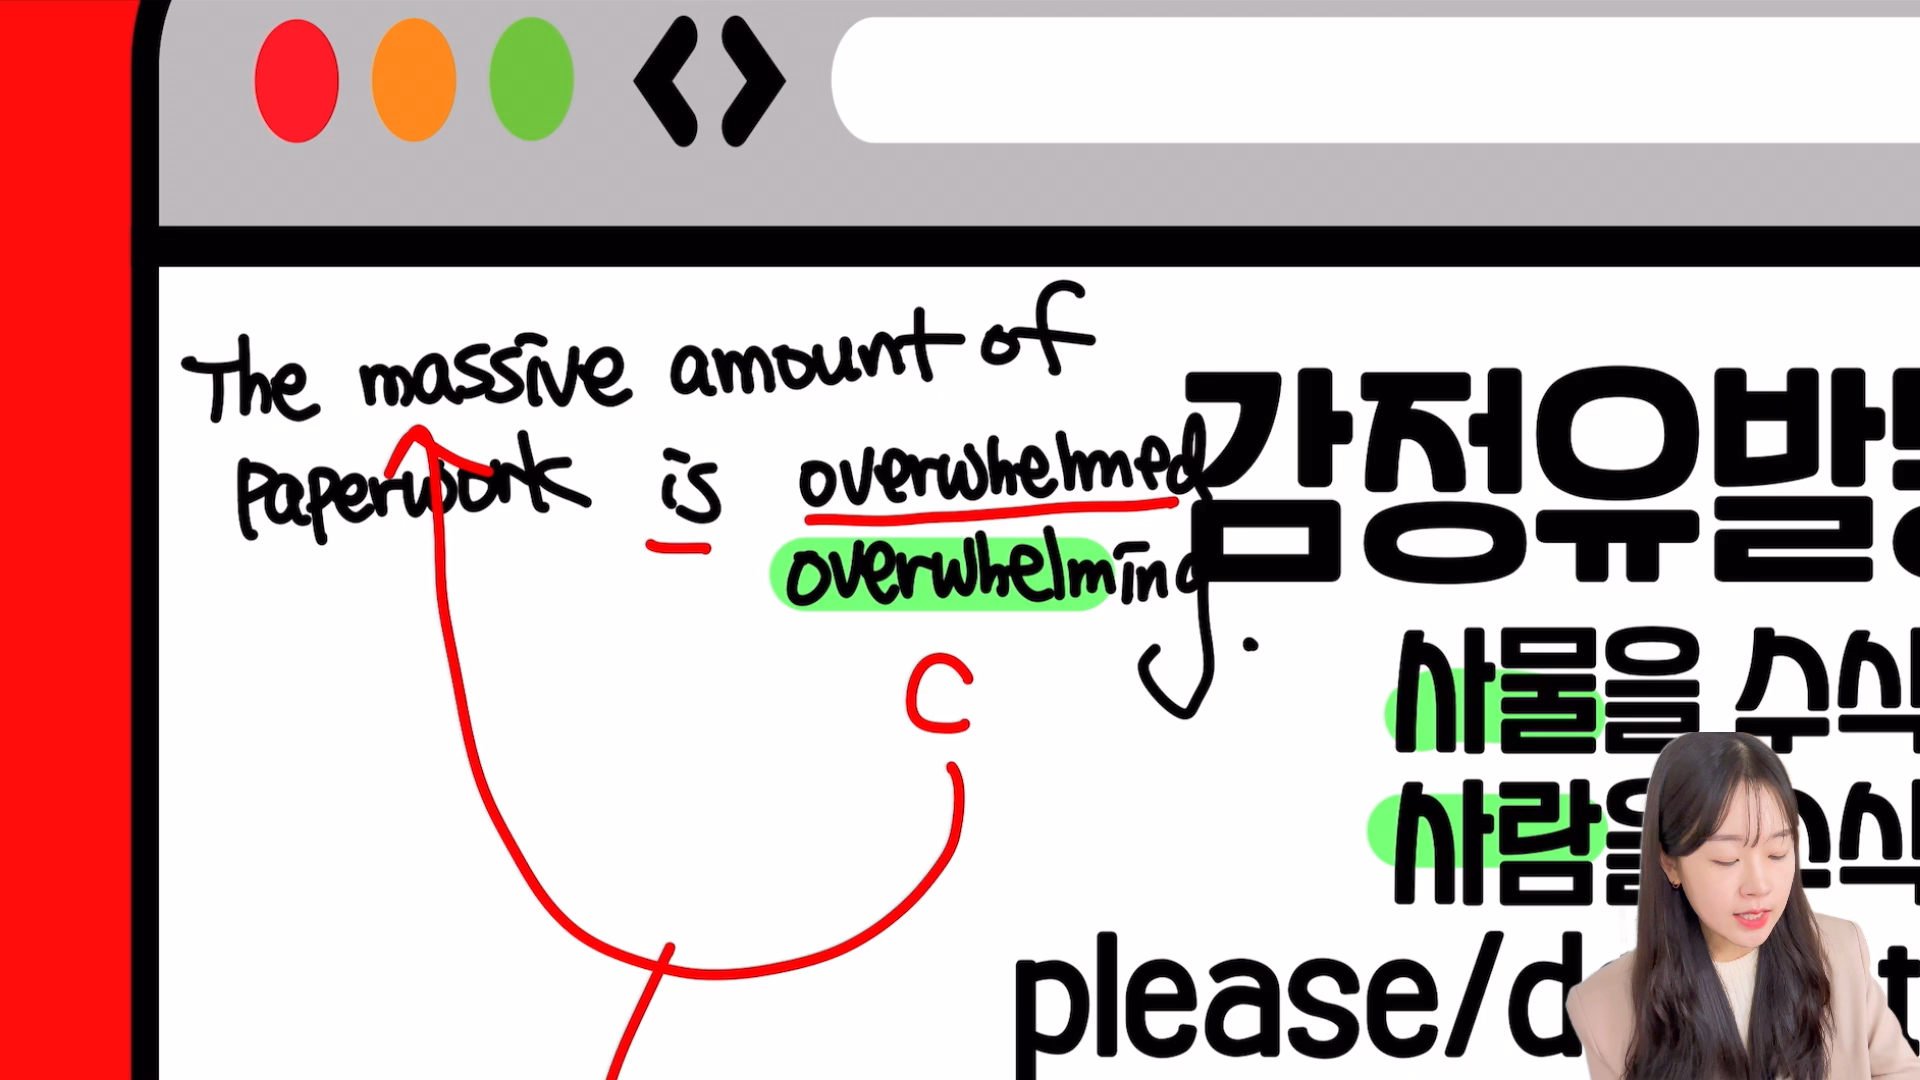 The massive amount of
paperwork is overwhelmed
overwhelming.
C
감정유발
사물을 수식
사람을 수식
please/d